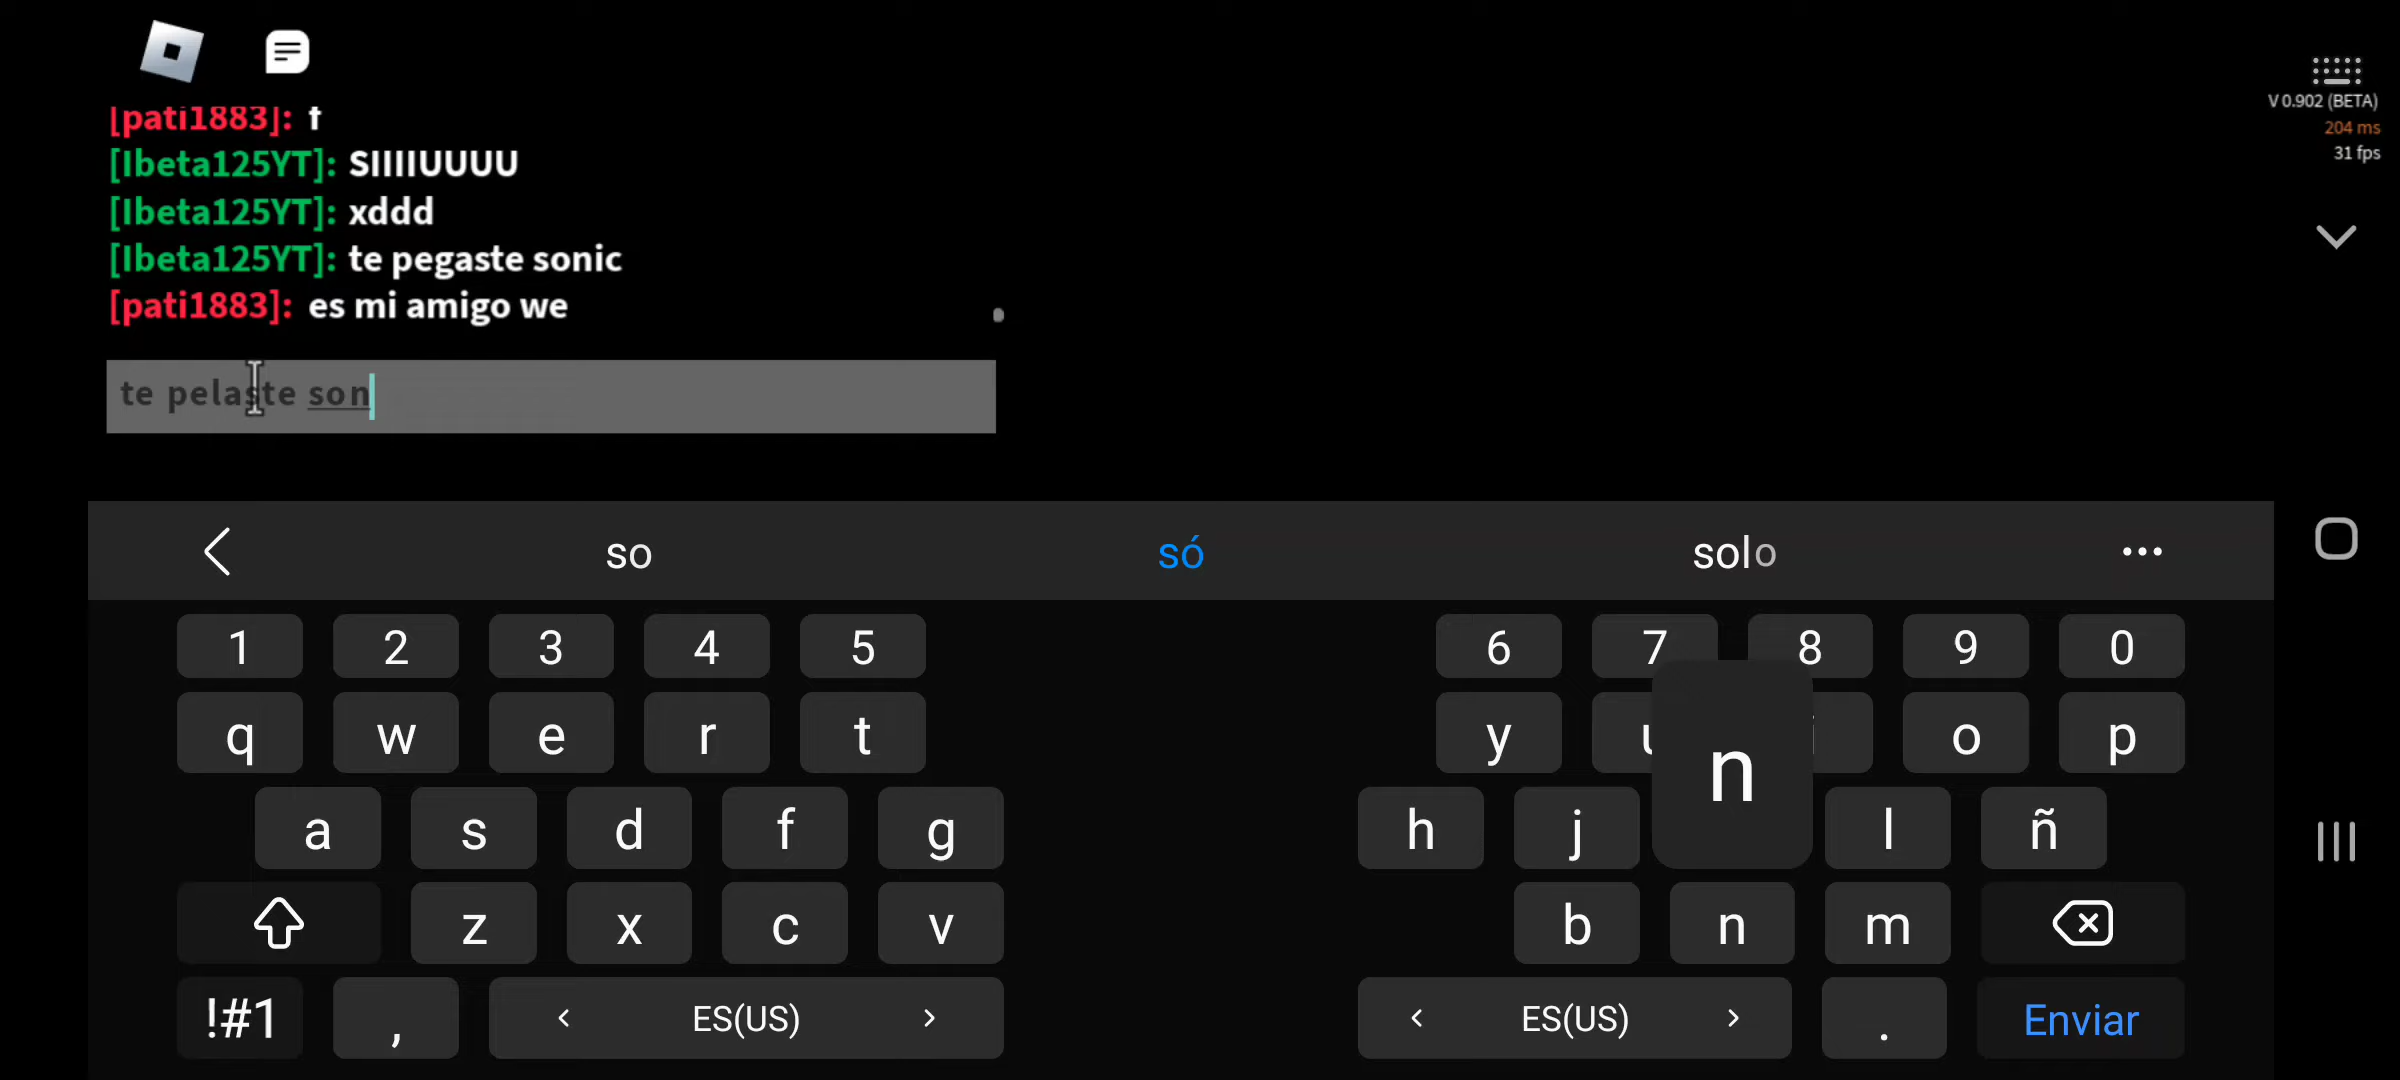 [pati1883]: f
[Ibeta125YT]: SIIIIUUUU
[Ibeta125YT]: xddd
[Ibeta125YT]: te pegaste sonic
[pati1883]: es mi amigo we
te pelaste son
V 0.902 (BETA)
204 ms
31 fps
so só solo
1 2 3 4 5 6 7 8 9 0
q w e r t y u i o p
n
a s d f g h j l ñ
z x c v b n m
!#1 , < ES(US) > < ES(US) > . Enviar